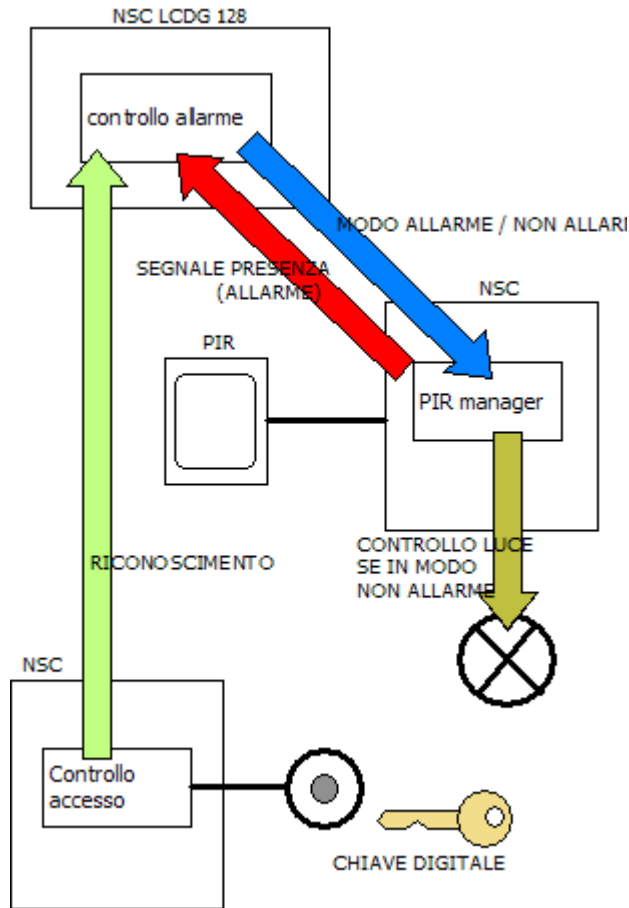 NSC LCDG 128
controllo allarme
MODO ALLARME / NON ALLARM
SEGNALE PRESENZA
(ALLARME)
NSC
PIR
PIR manager
CONTROLLO LUCE
SE IN MODO
NON ALLARME
RICONOSCIMENTO
NSC
Controllo
accesso
CHIAVE DIGITALE